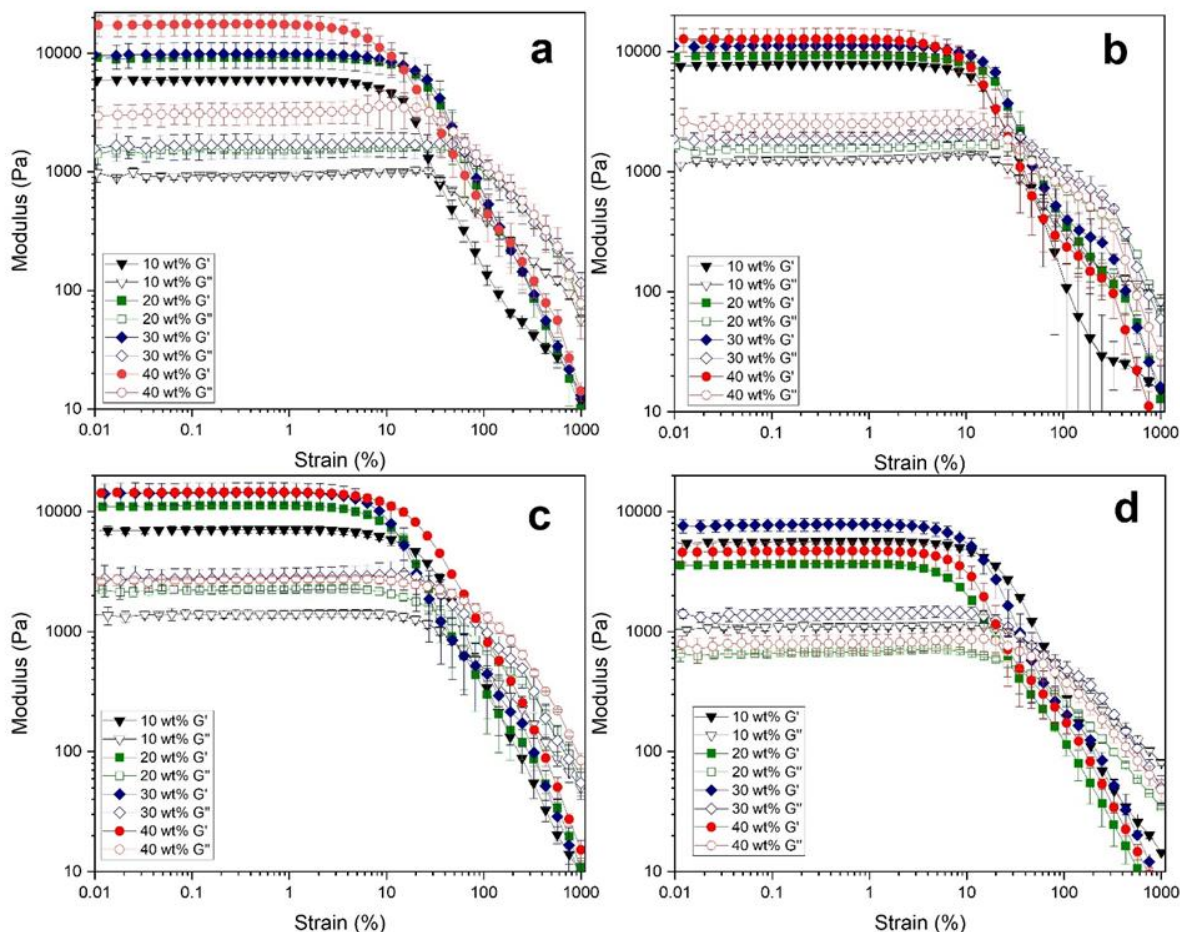 a
10000
1000
100
10
Modulus (Pa)
10 wt% G'
10 wt% G"
20 wt% G'
20 wt% G"
30 wt% G'
30 wt% G"
40 wt% G'
40 wt% G"
0.01 0.1 1 10 100 1000
Strain (%)
b
10000
1000
100
10
Modulus (Pa)
10 wt% G'
10 wt% G"
20 wt% G'
20 wt% G"
30 wt% G'
30 wt% G"
40 wt% G'
40 wt% G"
0.01 0.1 1 10 100 1000
Strain (%)
c
10000
1000
100
10
Modulus (Pa)
10 wt% G'
10 wt% G"
20 wt% G'
20 wt% G"
30 wt% G'
30 wt% G"
40 wt% G'
40 wt% G"
0.01 0.1 1 10 100 1000
Strain (%)
d
10000
1000
100
10
Modulus (Pa)
10 wt% G'
10 wt% G"
20 wt% G'
20 wt% G"
30 wt% G'
30 wt% G"
40 wt% G'
40 wt% G"
0.01 0.1 1 10 100 1000
Strain (%)